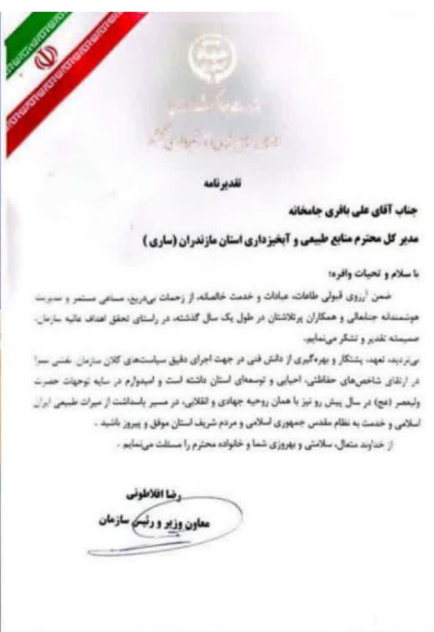 تقدیرنامه
جناب آقای علی باقری جامخانه
مدیر کل محترم منابع طبیعی و آبخیزداری استان مازندران (ساری)
با سلام و تحیات وافره؛
ضمن آرزوی قبولی طاعات، عبادات و خدمت خالصانه، از زحمات بی‌دریغ، مساعی مستمر و مدیریت
هوشمندانه جنابعالی و همکاران پرتلاشتان در طول یک سال گذشته، در راستای تحقق اهداف عالیه سازمان،
صمیمانه تقدیر و تشکر می‌نمایم.
بی‌تردید، تعهد، پشتکار و بهره‌گیری از دانش فنی در جهت اجرای دقیق سیاست‌های کلان سازمان، نقشی بسزا
در ارتقای شاخص‌های حفاظتی، احیایی و توسعه‌ای استان داشته است و امیدوارم در سایه توجهات حضرت
ولیعصر (عج) در سال پیش رو نیز با همان روحیه جهادی و انقلابی، در مسیر پاسداشت از میراث طبیعی ایران
اسلامی و خدمت به نظام مقدس جمهوری اسلامی و مردم شریف استان موفق و پیروز باشید .
از خداوند متعال، سلامتی و بهروزی شما و خانواده محترم را مسئلت می‌نمایم .
رضا افلاطونی
معاون وزیر و رئیس سازمان